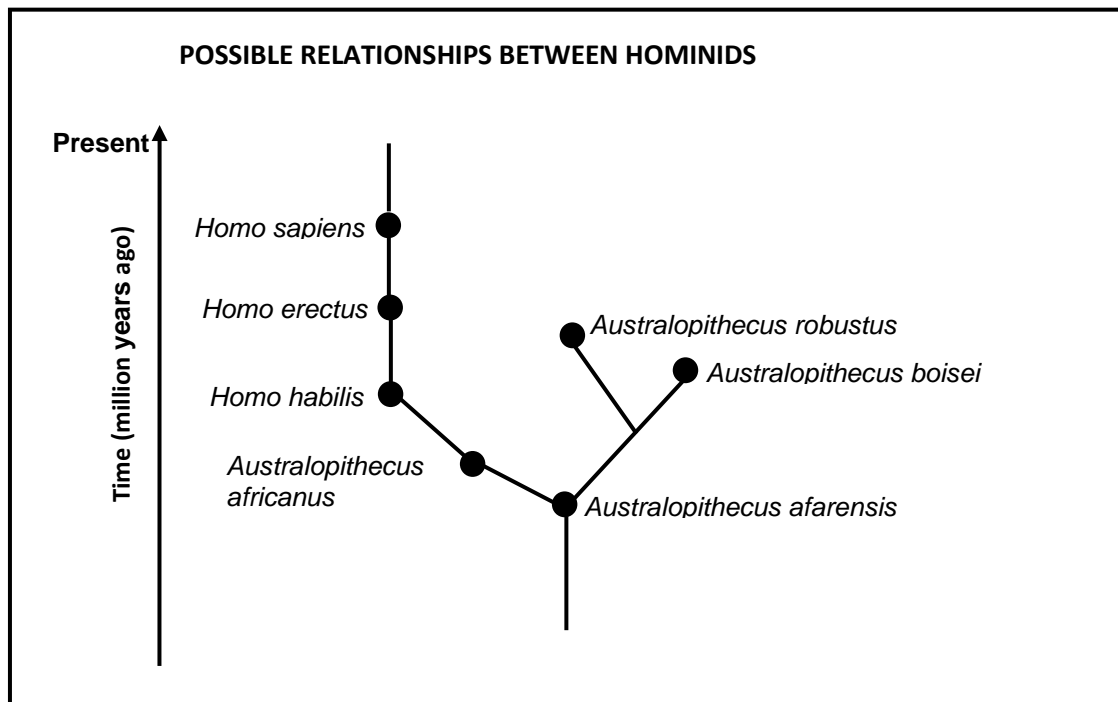 POSSIBLE RELATIONSHIPS BETWEEN HOMINIDS
Present
Time (million years ago)
Homo sapiens
Homo erectus
Australopithecus robustus
Australopithecus boisei
Homo habilis
Australopithecus
africanus
Australopithecus afarensis